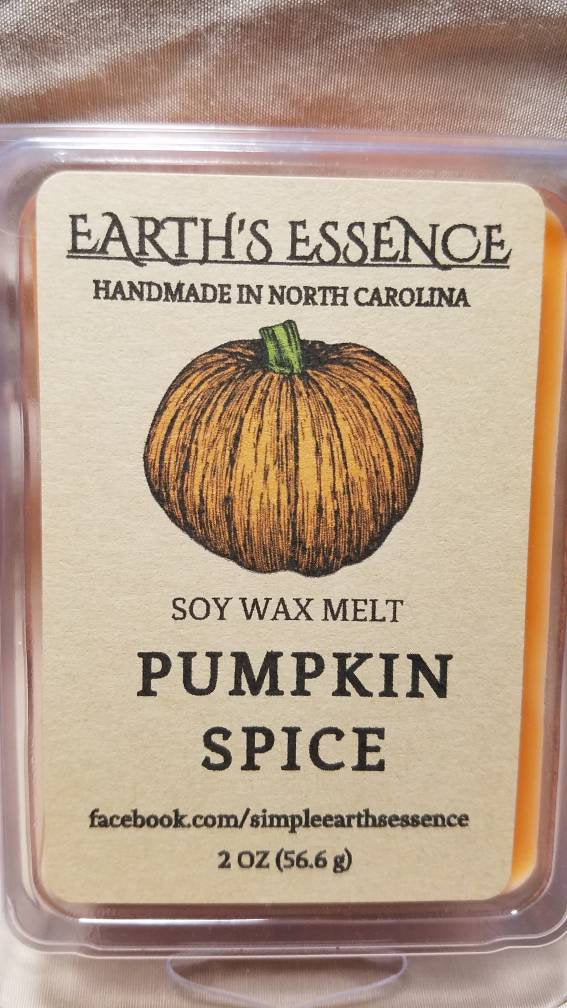 EARTH'S ESSENCE
HANDMADE IN NORTH CAROLINA
SOY WAX MELT
PUMPKIN
SPICE
facebook.com/simpleearthsessence
2 OZ (56.6 g)